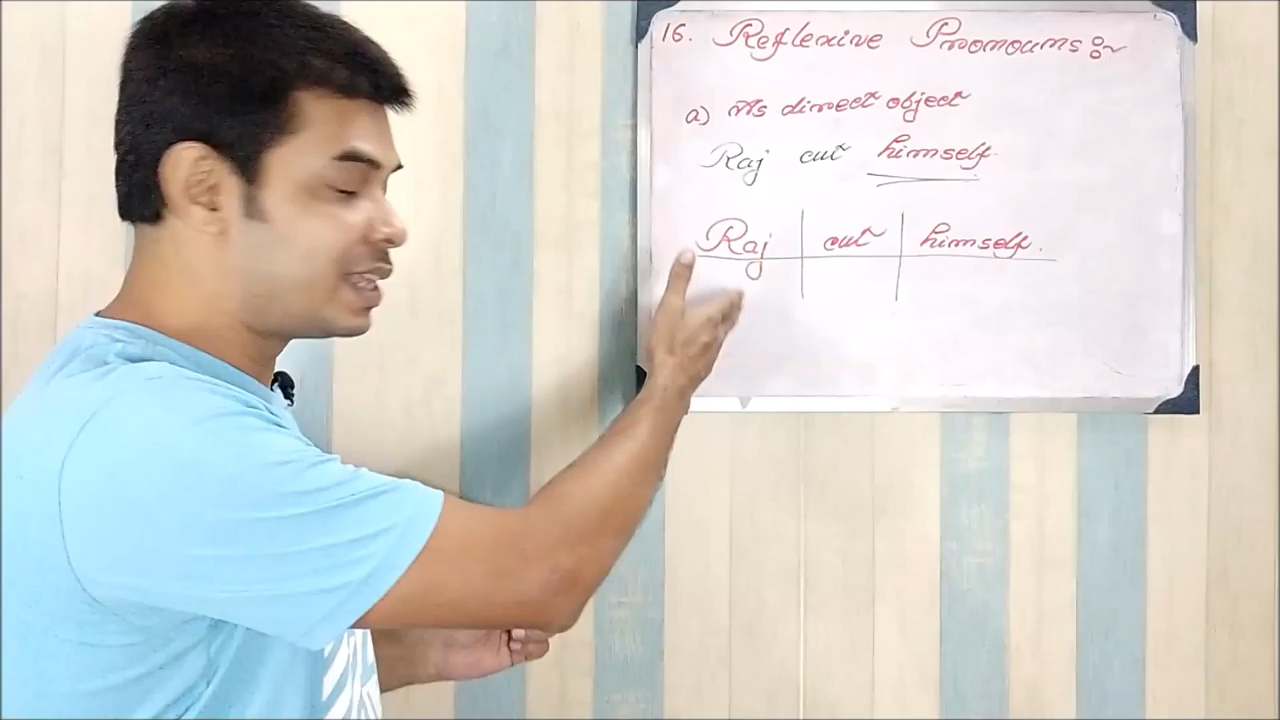 16. Reflexive Pronouns:~
a) As direct object
Raj cut himself.
Raj cut himself.